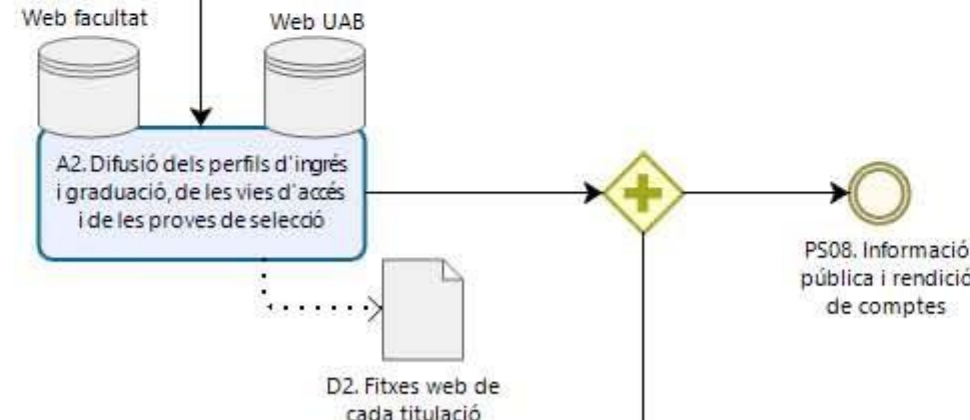 Web facultat
Web UAB
A2. Difusió dels perfils d'ingrés
i graduació, de les vies d'accés
i de les proves de selecció
PS08. Informació
pública i rendició
de comptes
D2. Fitxes web de
cada titulació